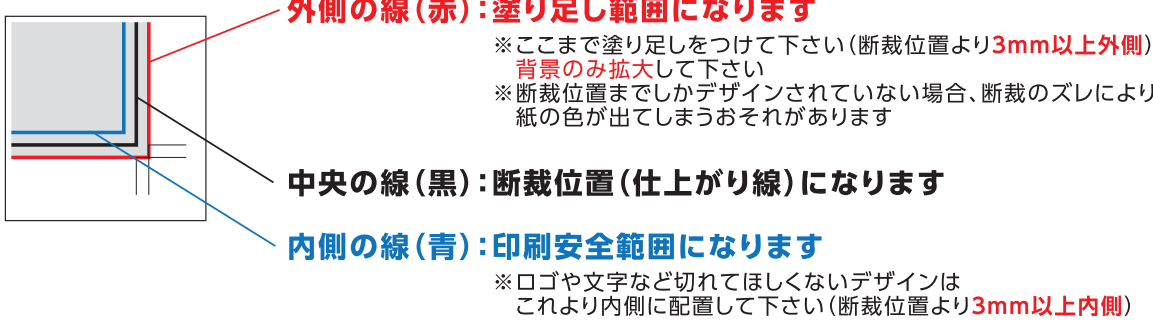 外側の線（赤）：塗り足し範囲になります
※ここまで塗り足しをつけて下さい（断裁位置より3mm以上外側）
背景のみ拡大して下さい
※断裁位置までしかデザインされていない場合、断裁のズレにより
紙の色が出てしまうおそれがあります
中央の線（黒）：断裁位置（仕上がり線）になります
内側の線（青）：印刷安全範囲になります
※ロゴや文字など切れてほしくないデザインは
これより内側に配置して下さい（断裁位置より3mm以上内側）